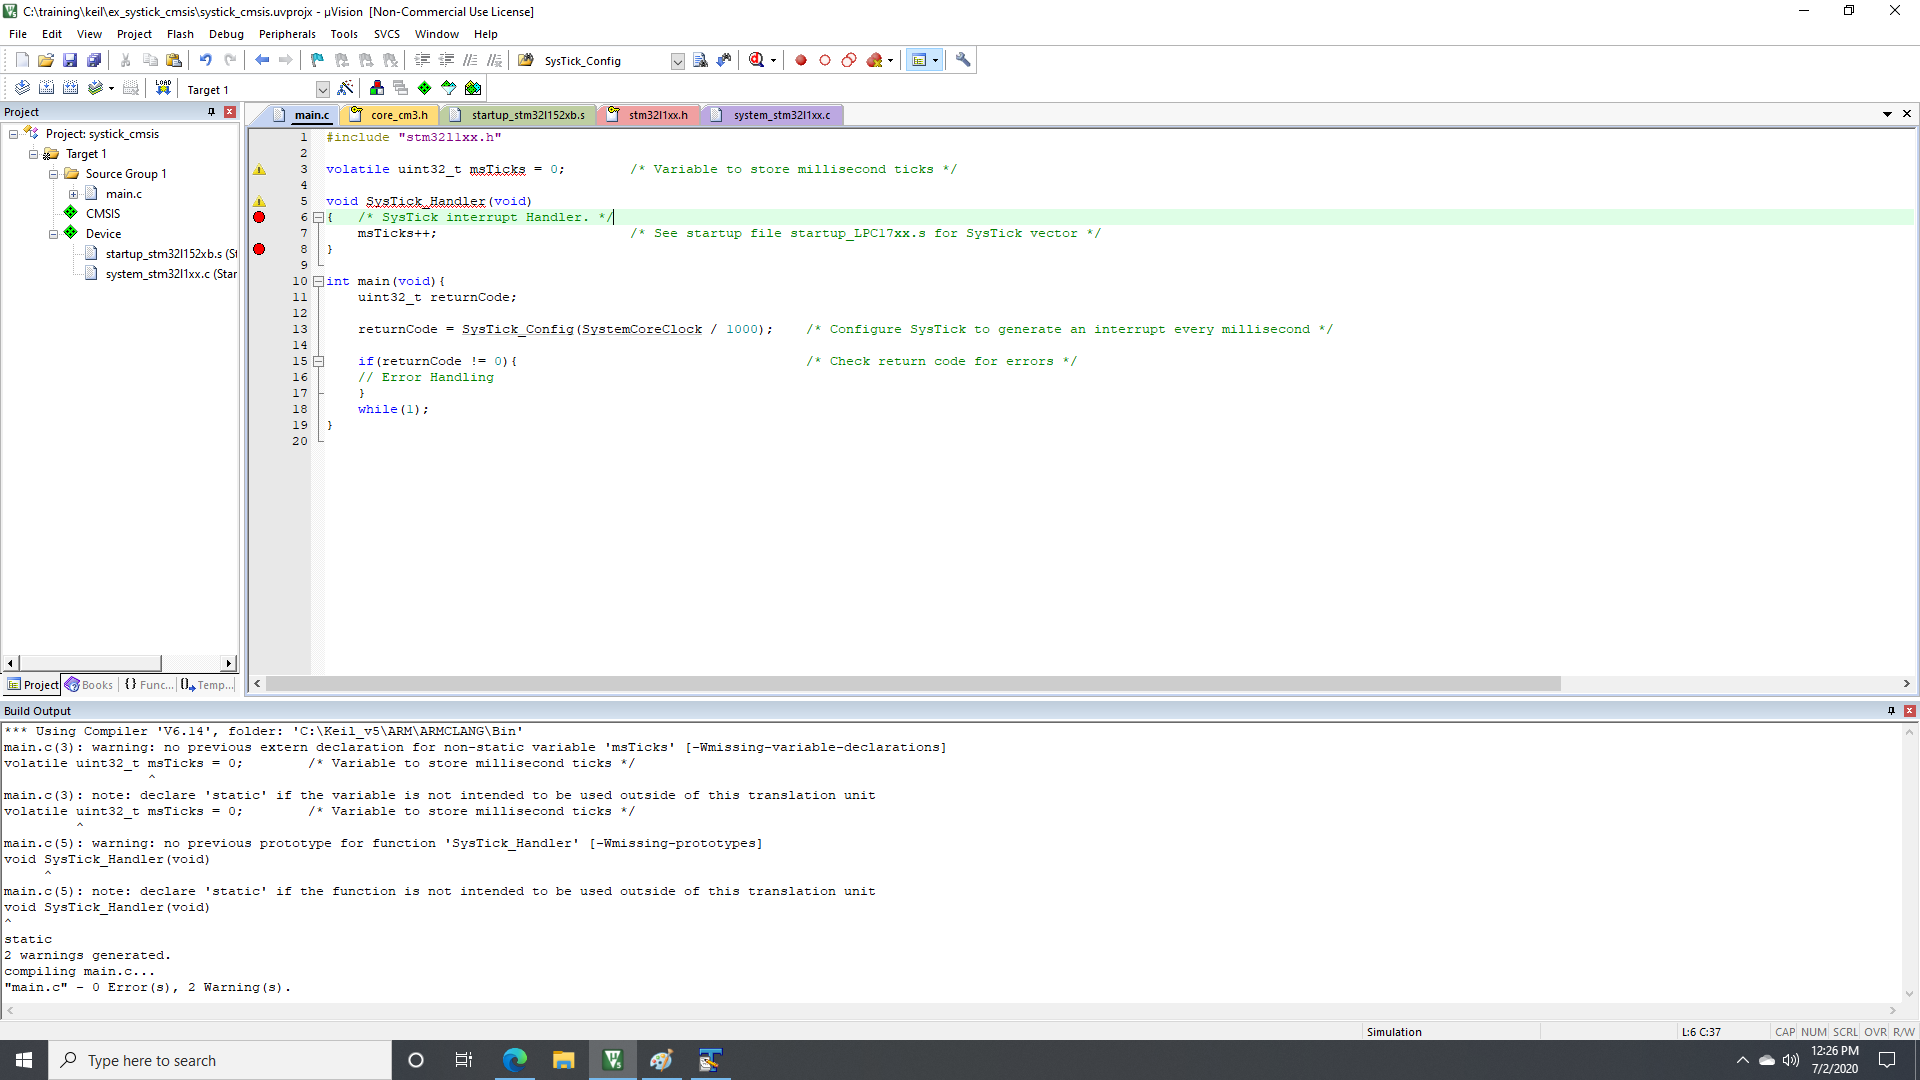 C:\training\keil\ex_systick_cmsis\systick_cmsis.uvprojx - µVision  [Non-Commercial Use License]
File Edit View Project Flash Debug Peripherals Tools SVCS Window Help
SysTick_Config
LOAD Target 1
Project
Project: systick_cmsis
Target 1
Source Group 1
main.c
CMSIS
Device
startup_stm32l152xb.s (St
system_stm32l1xx.c (Star
Project Books {} Func... Temp...
main.c core_cm3.h startup_stm32l152xb.s stm32l1xx.h system_stm32l1xx.c
1 #include "stm32l1xx.h"
2
3 volatile uint32_t msTicks = 0; /* Variable to store millisecond ticks */
4
5 void SysTick_Handler(void)
6 { /* SysTick interrupt Handler. */
7 msTicks++; /* See startup file startup_LPC17xx.s for SysTick vector */
8 }
9
10 int main(void){
11 uint32_t returnCode;
12
13 returnCode = SysTick_Config(SystemCoreClock / 1000); /* Configure SysTick to generate an interrupt every millisecond */
14
15 if(returnCode != 0){ /* Check return code for errors */
16 // Error Handling
17 }
18 while(1);
19 }
20
Build Output
*** Using Compiler 'V6.14', folder: 'C:\Keil_v5\ARM\ARMCLANG\Bin'
main.c(3): warning: no previous extern declaration for non-static variable 'msTicks' [-Wmissing-variable-declarations]
volatile uint32_t msTicks = 0; /* Variable to store millisecond ticks */
^
main.c(3): note: declare 'static' if the variable is not intended to be used outside of this translation unit
volatile uint32_t msTicks = 0; /* Variable to store millisecond ticks */
^
main.c(5): warning: no previous prototype for function 'SysTick_Handler' [-Wmissing-prototypes]
void SysTick_Handler(void)
^
main.c(5): note: declare 'static' if the function is not intended to be used outside of this translation unit
void SysTick_Handler(void)
^
static
2 warnings generated.
compiling main.c...
"main.c" - 0 Error(s), 2 Warning(s).
Simulation L:6 C:37 CAP NUM SCRL OVR R/W
Type here to search
12:26 PM
7/2/2020